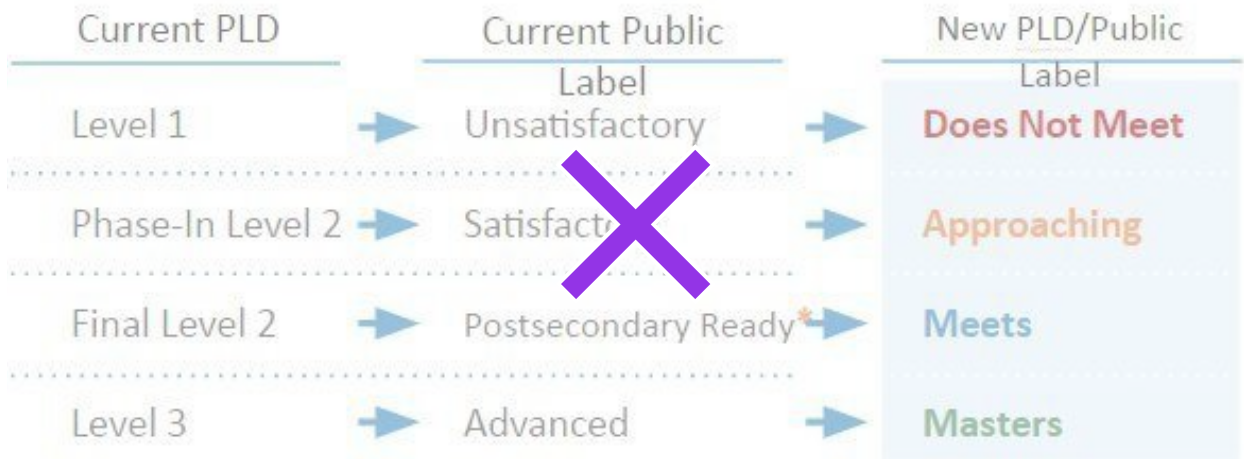 Current PLD Current Public Label New PLD/Public Label
Level 1 Unsatisfactory Does Not Meet
Phase-In Level 2 Approaching
Final Level 2 Postsecondary Ready* Meets
Level 3 Advanced Masters